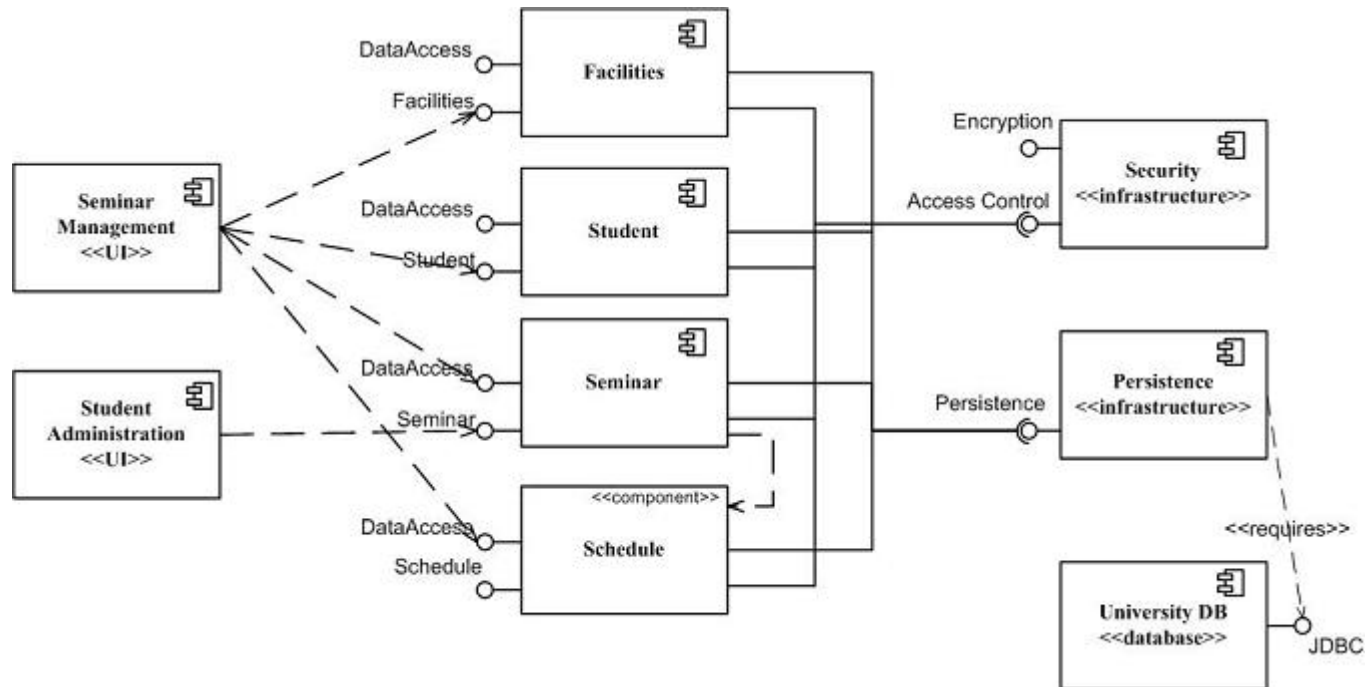 DataAccess
Facilities
Facilities
Encryption
Security
<<infrastructure>>
Access Control
Seminar
Management
<<UI>>
DataAccess
Student
Student
DataAccess
Seminar
Seminar
Persistence
Persistence
<<infrastructure>>
Student
Administration
<<UI>>
<<component>>
DataAccess
Schedule
Schedule
<<requires>>
University DB
<<database>>
JDBC